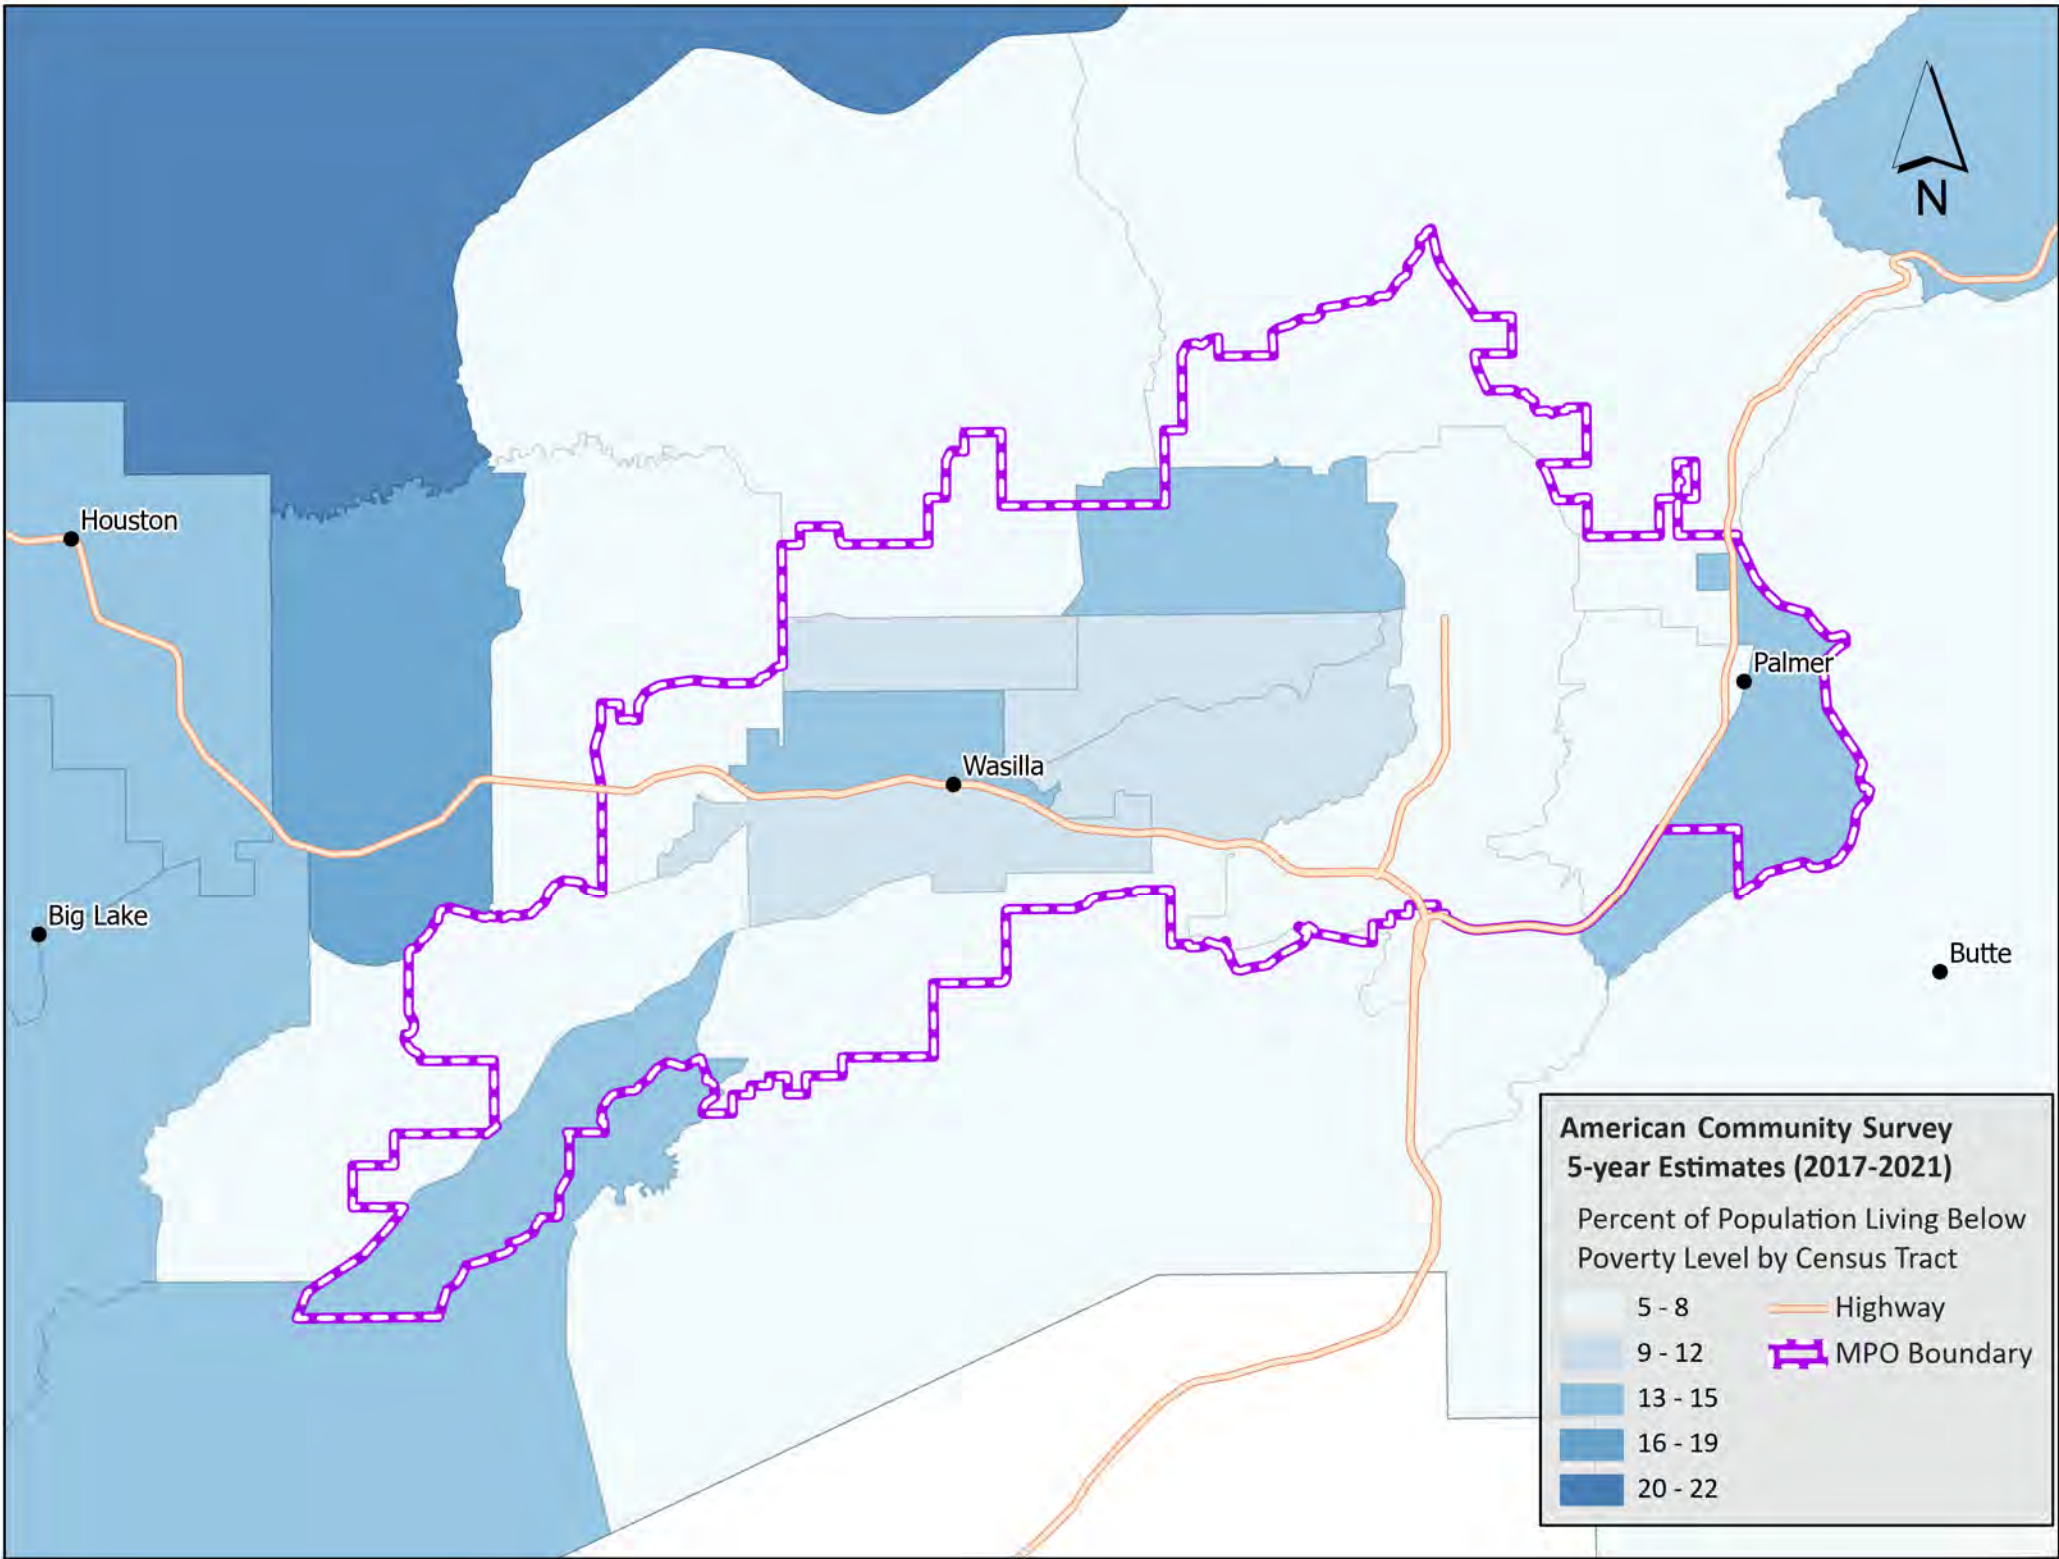 N
Houston
Palmer
Wasilla
Big Lake
Butte
American Community Survey
5-year Estimates (2017-2021)
Percent of Population Living Below
Poverty Level by Census Tract
5 - 8
Highway
9 - 12
MPO Boundary
13 - 15
16 - 19
20 - 22